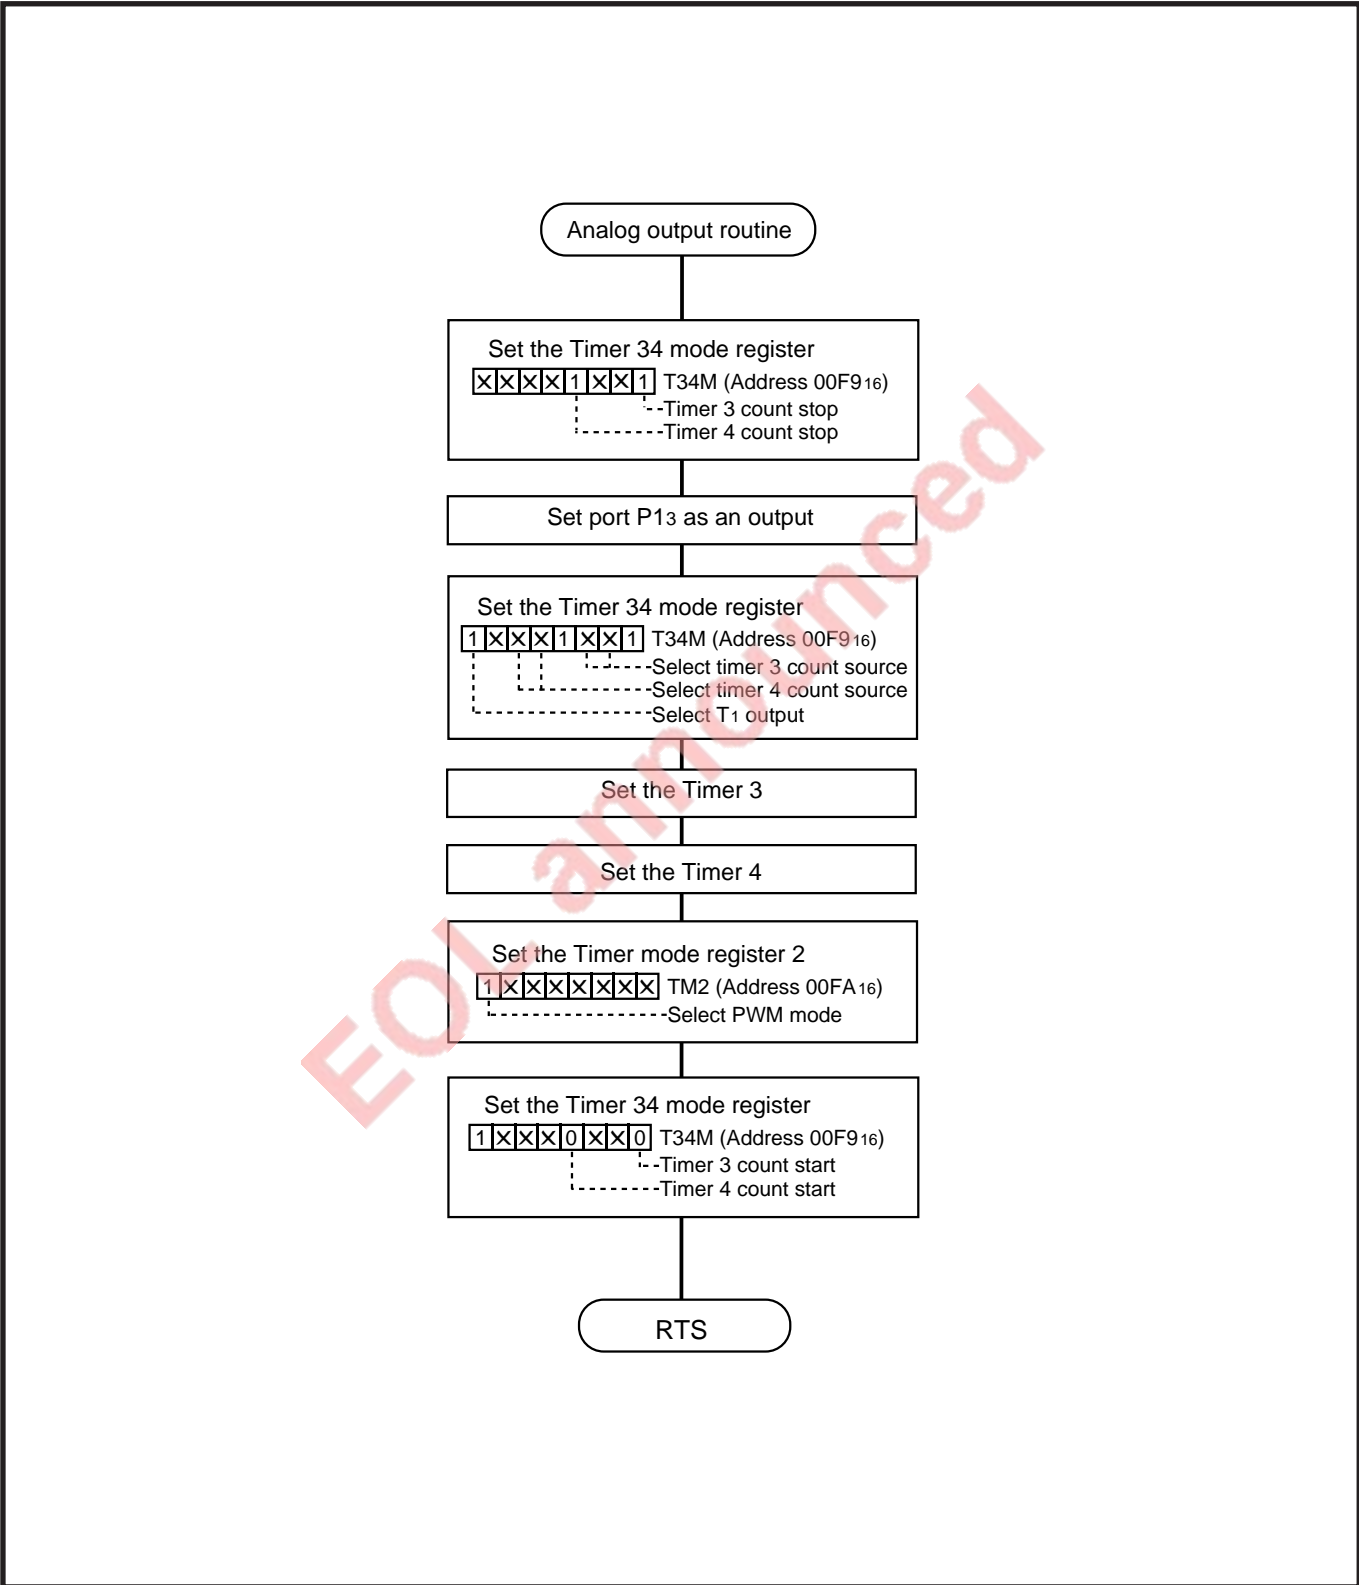 Analog output routine
Set the Timer 34 mode register
X X X X 1 X X 1 T34M (Address 00F916)
Timer 3 count stop
Timer 4 count stop
Set port P13 as an output
Set the Timer 34 mode register
1 X X X 1 X X 1 T34M (Address 00F916)
Select timer 3 count source
Select timer 4 count source
Select T1 output
Set the Timer 3
Set the Timer 4
Set the Timer mode register 2
1 X X X X X X X TM2 (Address 00FA16)
Select PWM mode
Set the Timer 34 mode register
1 X X X 0 X X 0 T34M (Address 00F916)
Timer 3 count start
Timer 4 count start
RTS
EOL announced